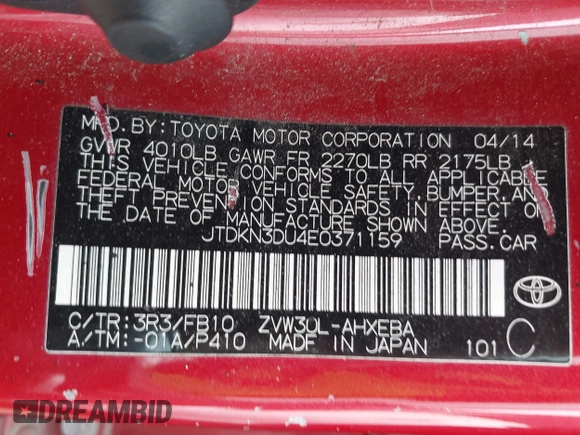 MFD.BY:TOYOTA MOTOR CORPORATION 04/14
GVWR 4010LB GAWR FR 2270LB RR 2175LB
THIS VEHICLE CONFORMS TO ALL APPLICABLE
FEDERAL MOTOR VEHICLE SAFETY, BUMPER, AND
THEFT PREVENTION STANDARDS IN EFFECT ON
THE DATE OF MANUFACTURE SHOWN ABOVE.
JTDKN3DU4E0371159 PASS.CAR
C/TR:3R3/FB10 ZVW30L-AHXEBA
A/TM:-01A/P410 MADE IN JAPAN 101 C
DREAMBID